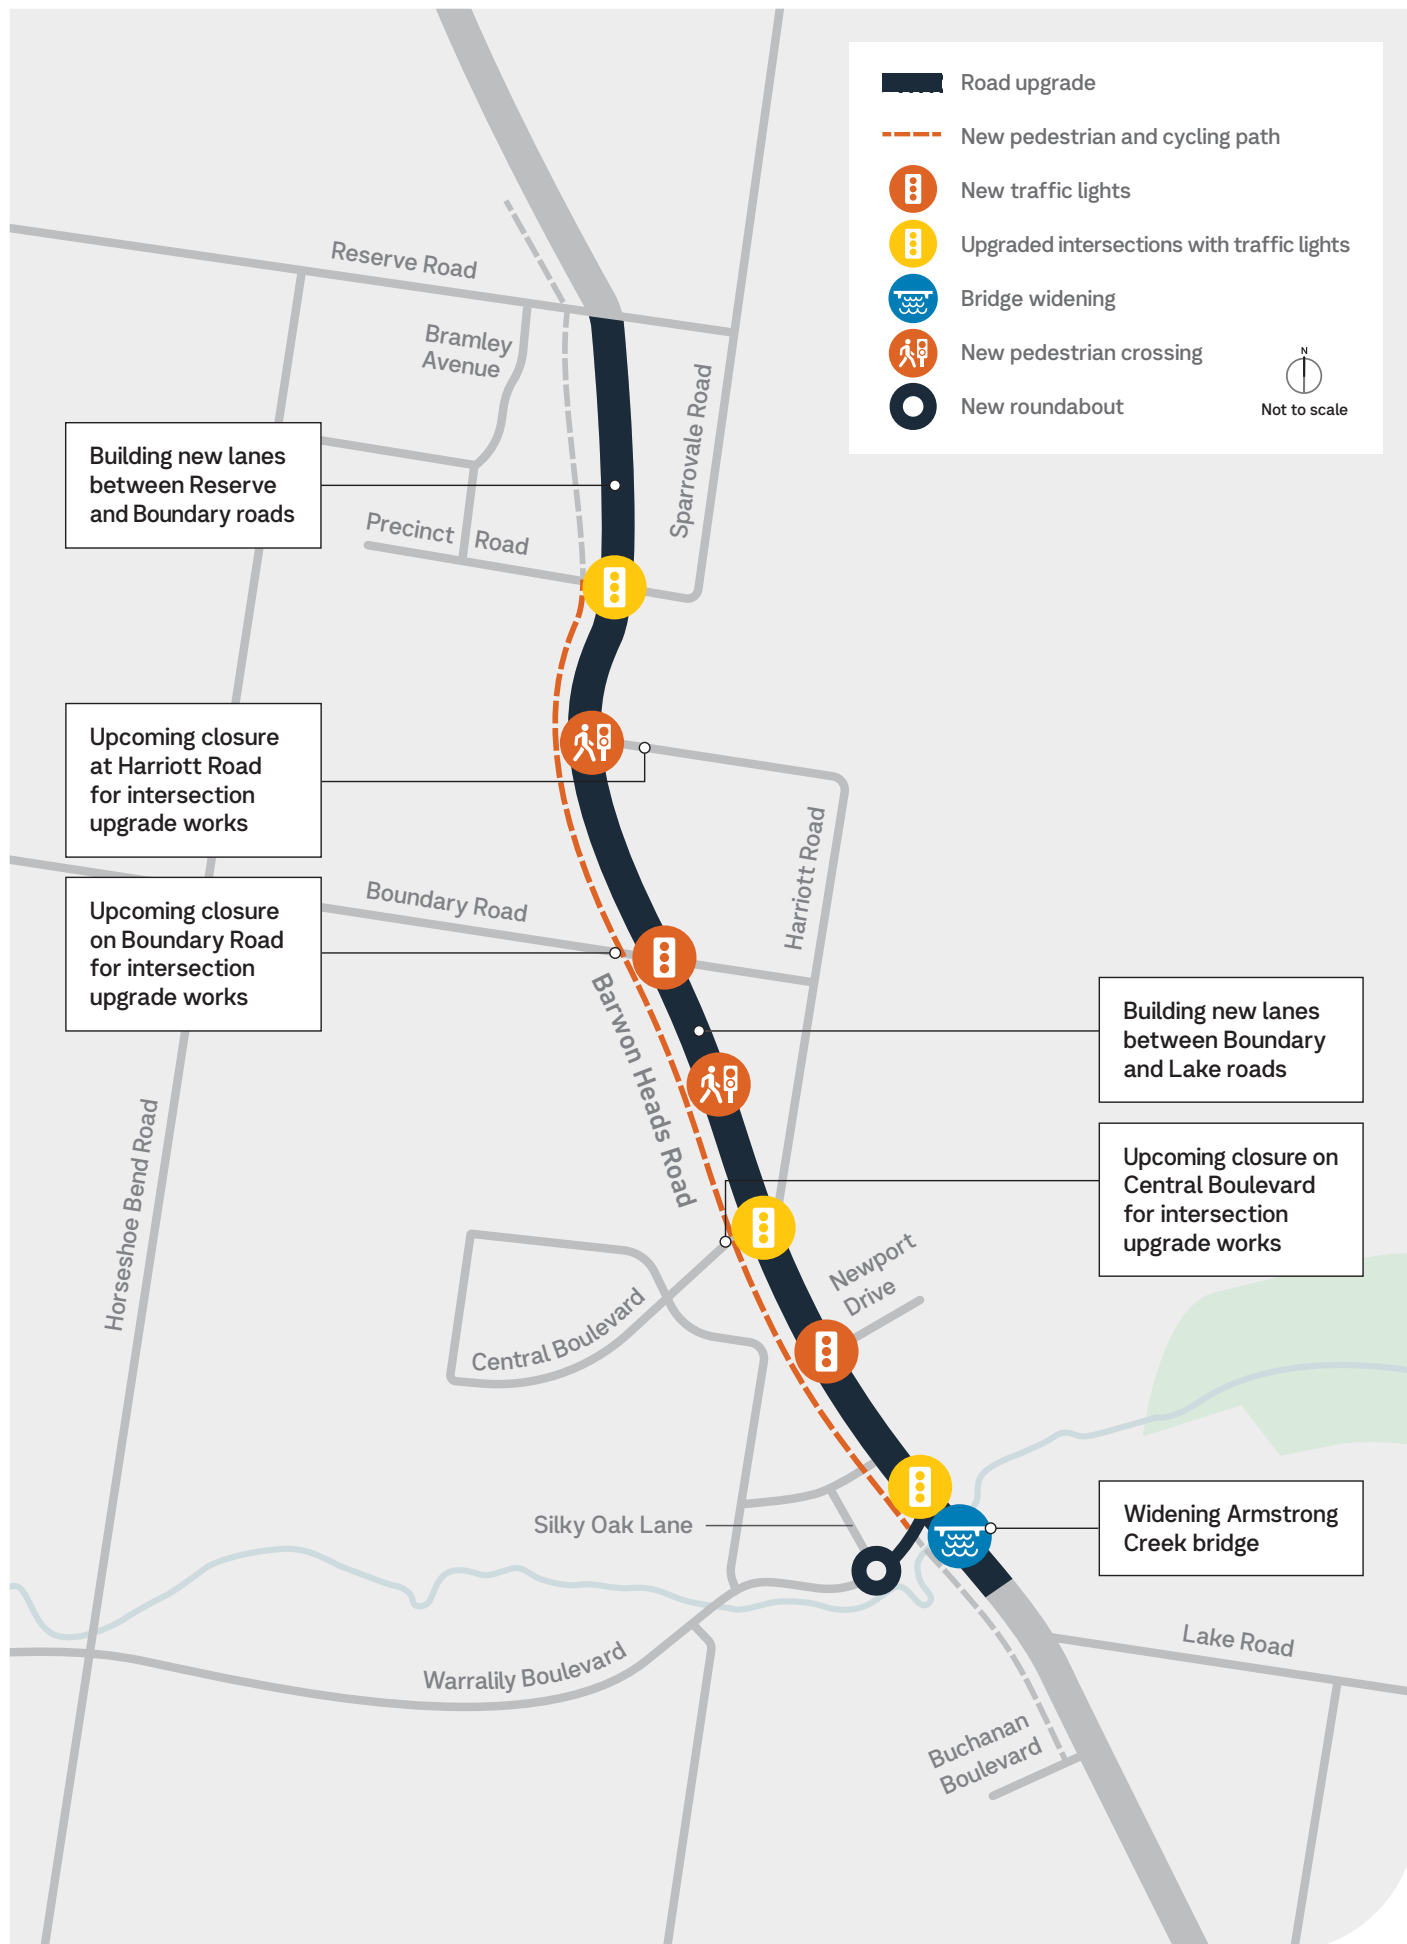 Road upgrade
New pedestrian and cycling path
New traffic lights
Upgraded intersections with traffic lights
Bridge widening
New pedestrian crossing
New roundabout
N
Not to scale
Reserve Road
Bramley
Avenue
Sparrovale Road
Building new lanes
between Reserve
and Boundary roads
Precinct Road
Upcoming closure
at Harriott Road
for intersection
upgrade works
Harriott Road
Boundary Road
Upcoming closure
on Boundary Road
for intersection
upgrade works
Barwon Heads Road
Building new lanes
between Boundary
and Lake roads
Horseshoe Bend Road
Upcoming closure on
Central Boulevard
for intersection
upgrade works
Newport
Drive
Central Boulevard
Silky Oak Lane
Widening Armstrong
Creek bridge
Lake Road
Warralily Boulevard
Buchanan
Boulevard